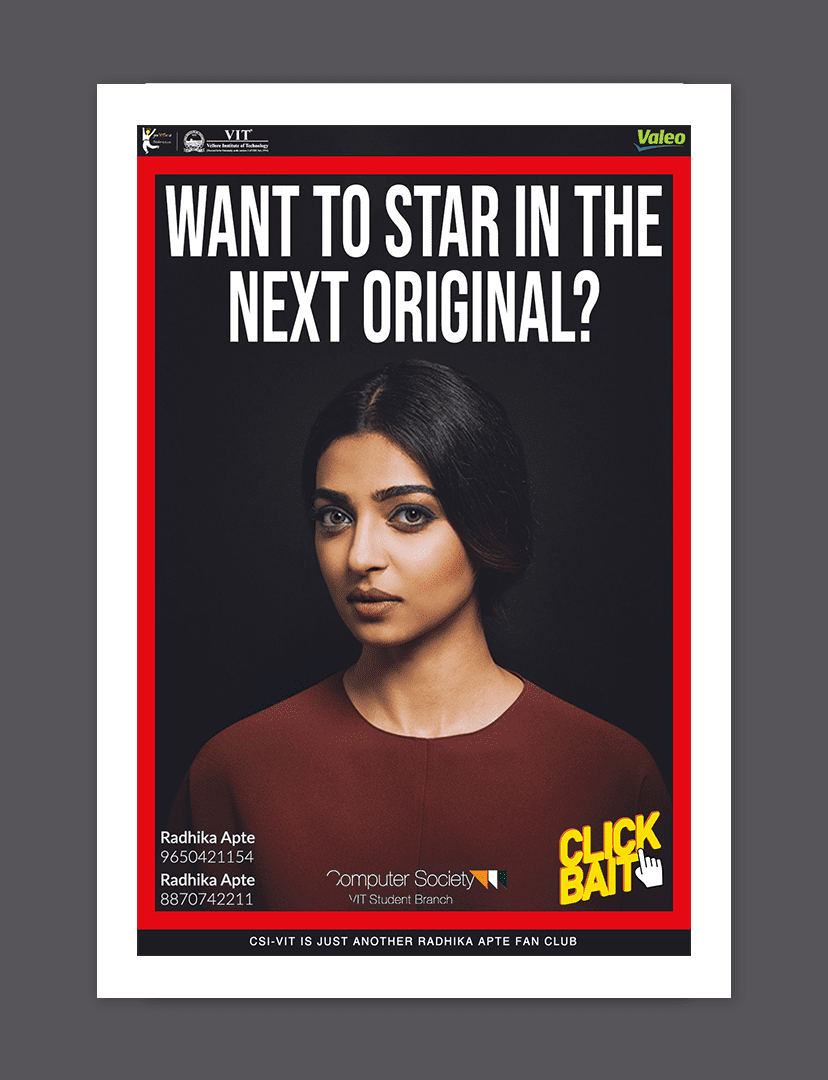 VIT®
Vellore Institute of Technology
Valeo
WANT TO STAR IN THE
NEXT ORIGINAL?
Radhika Apte
9650421154
Radhika Apte
8870742211
Computer Society
VIT Student Branch
CLICK
BAIT
CSI-VIT IS JUST ANOTHER RADHIKA APTE FAN CLUB